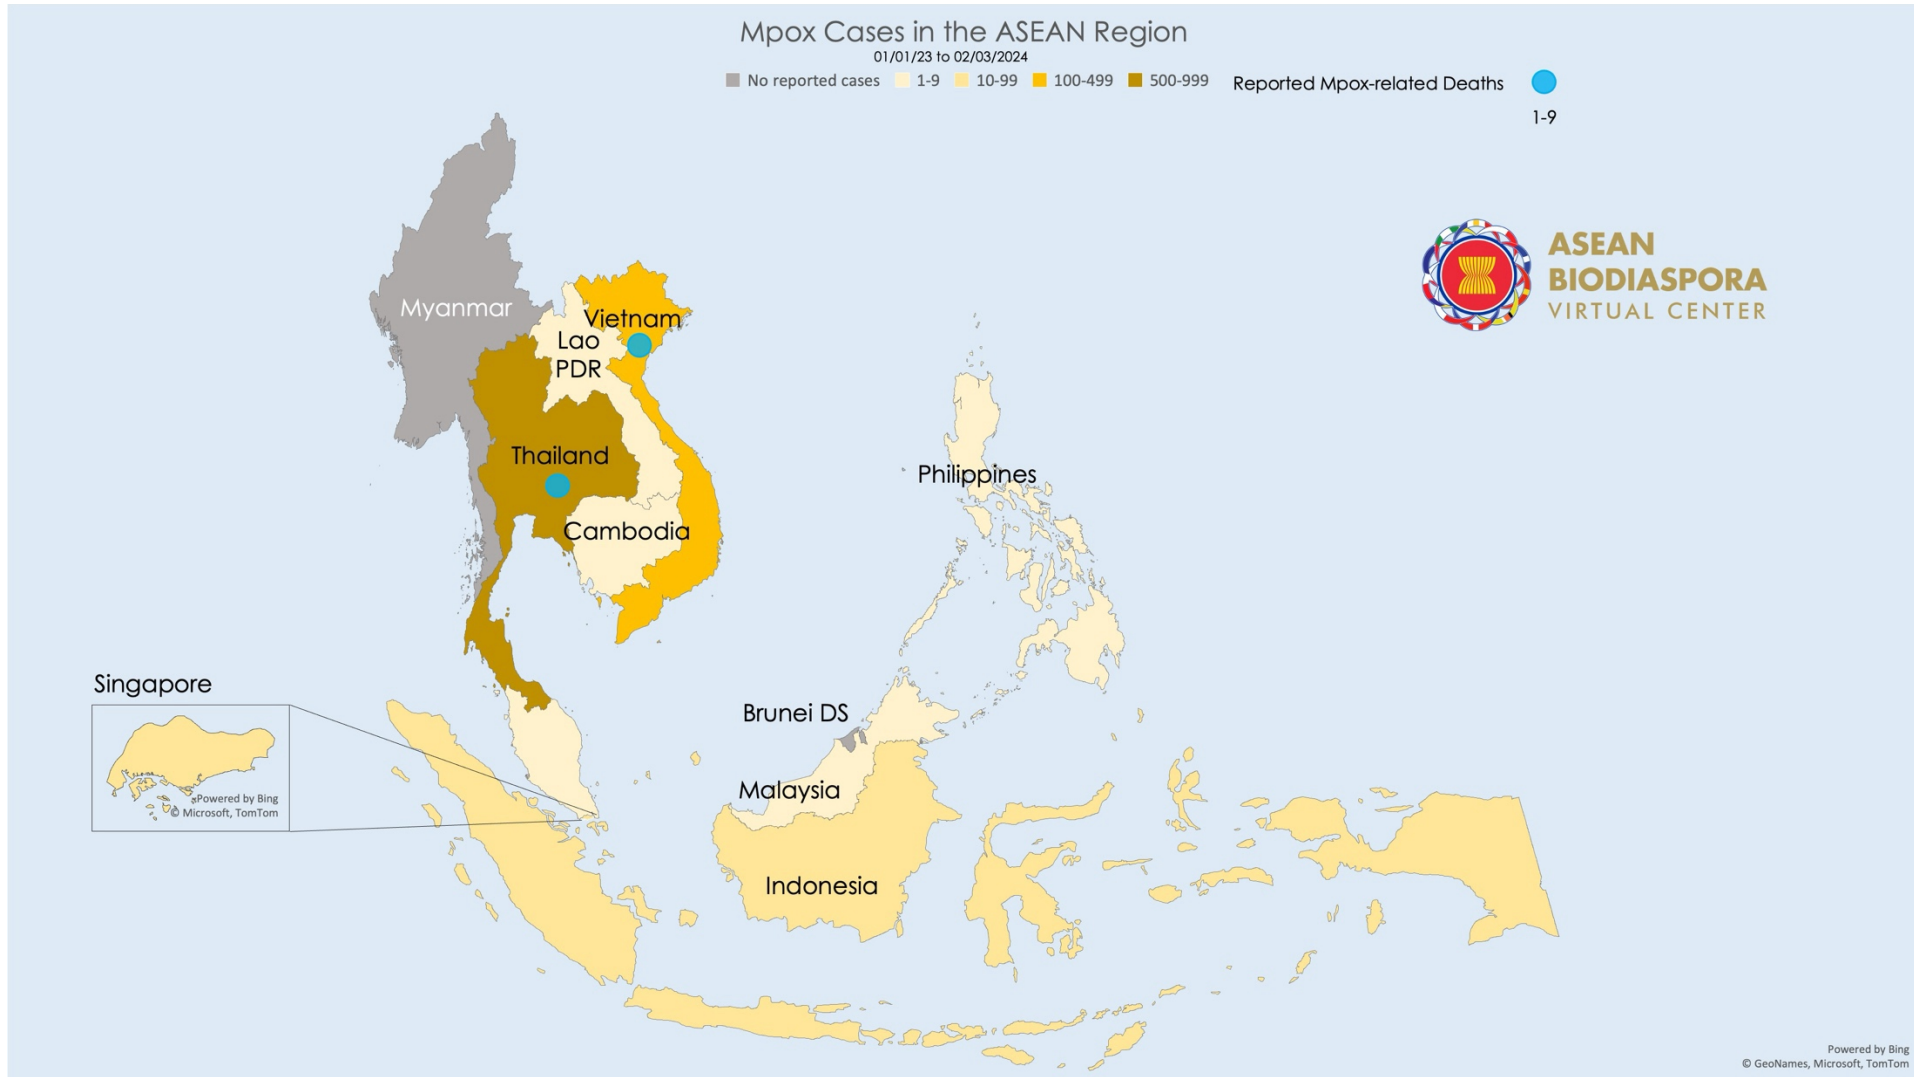 Mpox Cases in the ASEAN Region
01/01/23 to 02/03/2024
No reported cases 1-9 10-99 100-499 500-999 Reported Mpox-related Deaths
1-9
ASEAN
BIODIASPORA
VIRTUAL CENTER
Myanmar
Vietnam
Lao
PDR
Thailand
Philippines
Cambodia
Singapore
Powered by Bing
© Microsoft, TomTom
Brunei DS
Malaysia
Indonesia
Powered by Bing
© GeoNames, Microsoft, TomTom